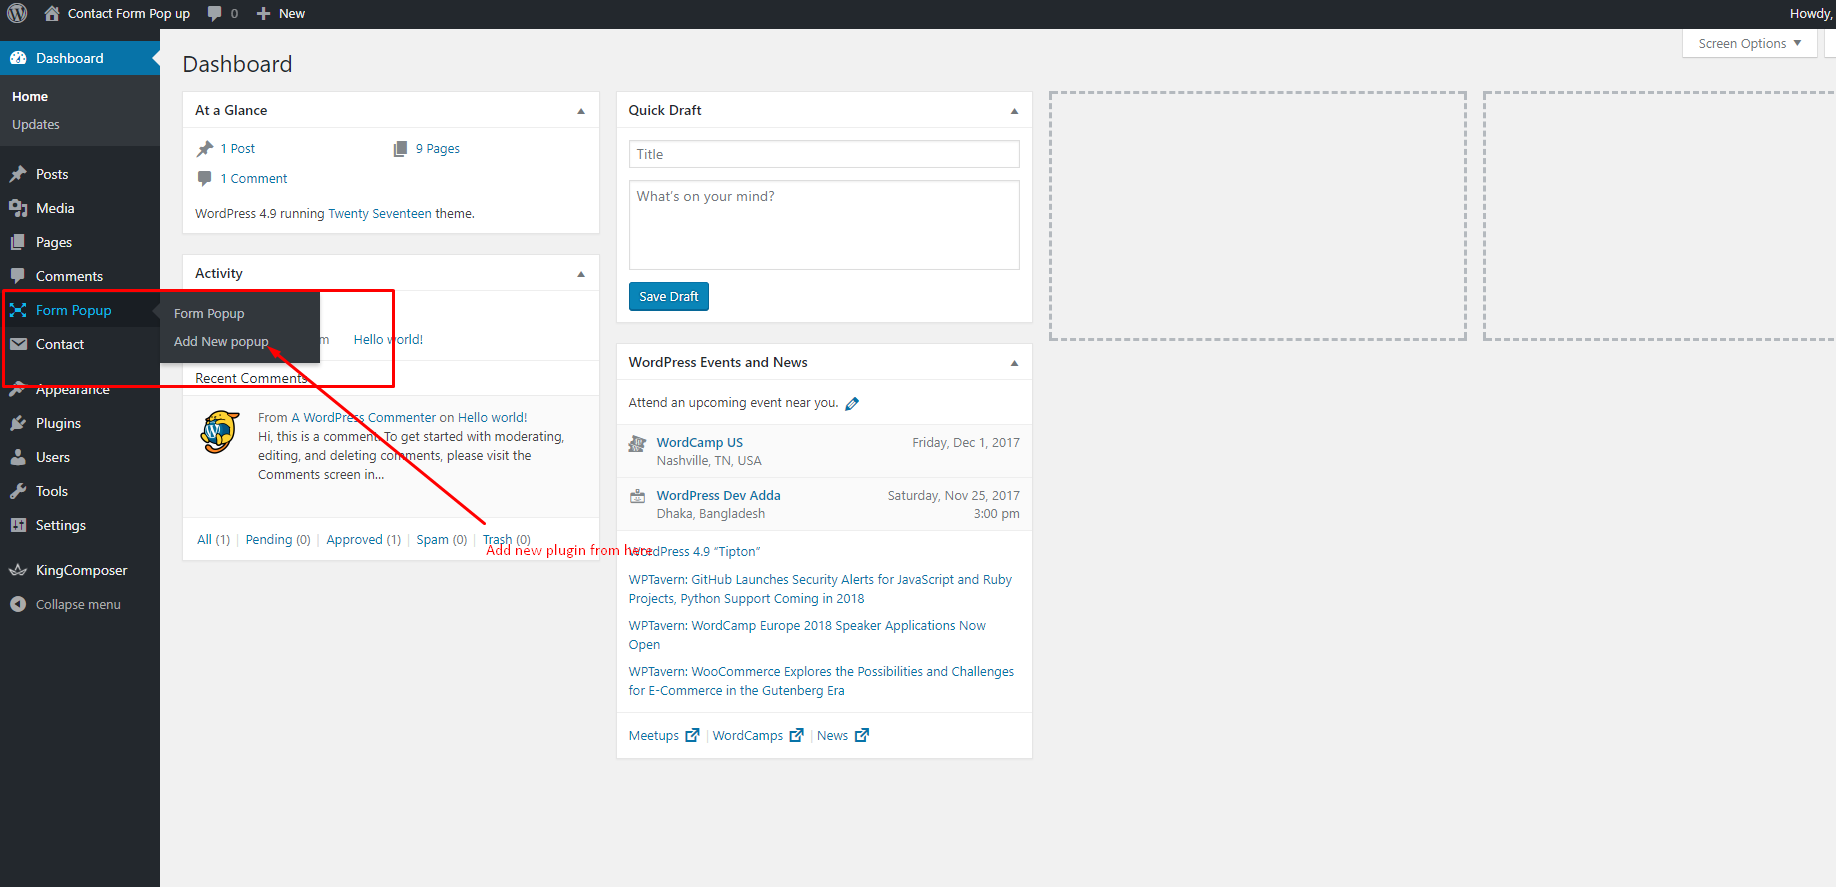 Contact Form Pop up
0
New
Howdy,
Screen Options
Dashboard
Home
Updates
Posts
Media
Pages
Comments
Form Popup
Contact
Appearance
Plugins
Users
Tools
Settings
KingComposer
Collapse menu
Form Popup
Add New popup
Dashboard
At a Glance
1 Post
9 Pages
1 Comment
WordPress 4.9 running Twenty Seventeen theme.
Activity
Hello world!
Recent Comments
From A WordPress Commenter on Hello world!
Hi, this is a comment. To get started with moderating,
editing, and deleting comments, please visit the
Comments screen in...
All (1) | Pending (0) | Approved (1) | Spam (0) | Trash (0)
Add new plugin from here
Quick Draft
Title
What's on your mind?
Save Draft
WordPress Events and News
Attend an upcoming event near you.
WordCamp US
Friday, Dec 1, 2017
Nashville, TN, USA
WordPress Dev Adda
Saturday, Nov 25, 2017
Dhaka, Bangladesh
3:00 pm
WordPress 4.9 “Tipton”
WPTavern: GitHub Launches Security Alerts for JavaScript and Ruby
Projects, Python Support Coming in 2018
WPTavern: WordCamp Europe 2018 Speaker Applications Now
Open
WPTavern: WooCommerce Explores the Possibilities and Challenges
for E-Commerce in the Gutenberg Era
Meetups | WordCamps | News